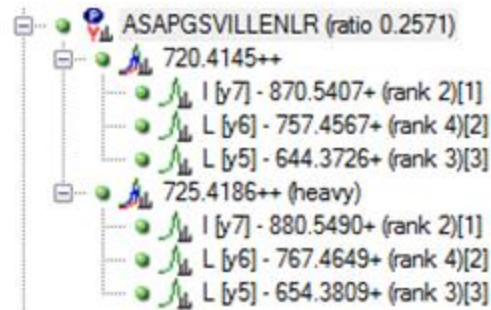 ASAPGSVILLENLR (ratio 0.2571)
720.4145++
I [y7] - 870.5407+ (rank 2)[1]
L [y6] - 757.4567+ (rank 4)[2]
L [y5] - 644.3726+ (rank 3)[3]
725.4186++ (heavy)
I [y7] - 880.5490+ (rank 2)[1]
L [y6] - 767.4649+ (rank 4)[2]
L [y5] - 654.3809+ (rank 3)[3]